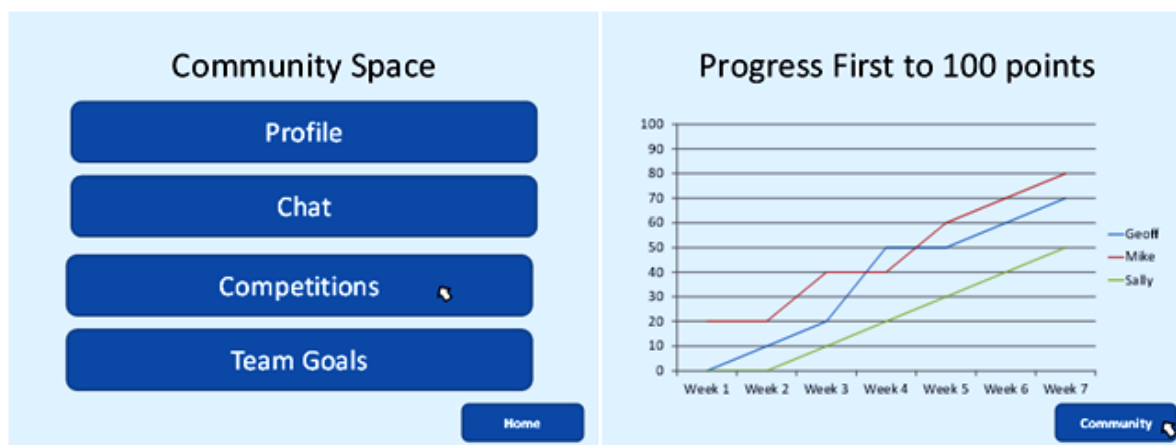 Community Space
Profile
Chat
Competitions
Team Goals
Home
Progress First to 100 points
100
90
80
70
60
50
40
30
20
10
0
Week 1 Week 2 Week 3 Week 4 Week 5 Week 6 Week 7
Geoff
Mike
Sally
Community